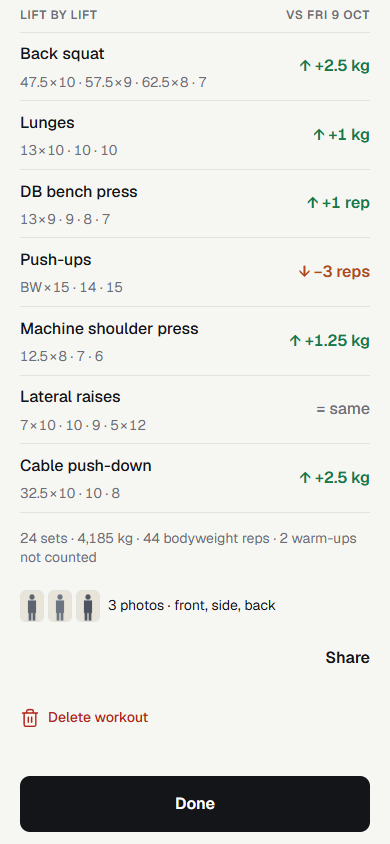 LIFT BY LIFT VS FRI 9 OCT
Back squat
47.5×10 · 57.5×9 · 62.5×8 · 7
↑ +2.5 kg
Lunges
13×10 · 10 · 10
↑ +1 kg
DB bench press
13×9 · 9 · 8 · 7
↑ +1 rep
Push-ups
BW×15 · 14 · 15
↓ −3 reps
Machine shoulder press
12.5×8 · 7 · 6
↑ +1.25 kg
Lateral raises
7×10 · 10 · 9 · 5×12
= same
Cable push-down
32.5×10 · 10 · 8
↑ +2.5 kg
24 sets · 4,185 kg · 44 bodyweight reps · 2 warm-ups
not counted
3 photos · front, side, back
Share
Delete workout
Done